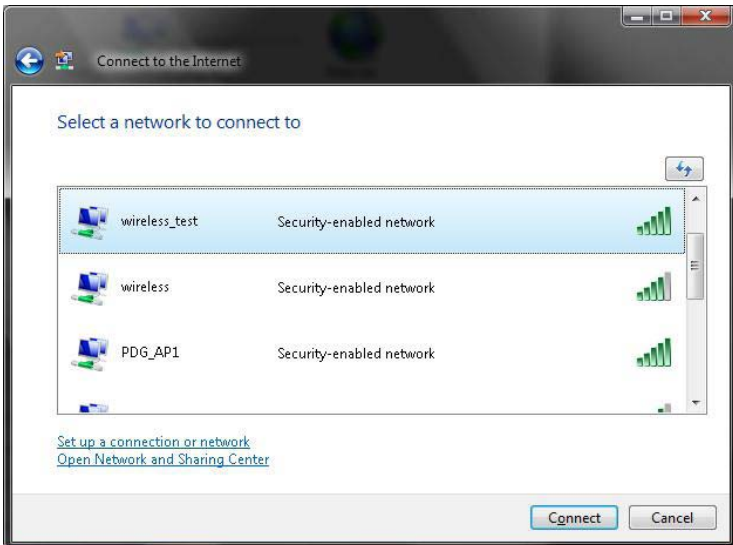 Connect to the Internet
Select a network to connect to
wireless_test Security-enabled network
wireless Security-enabled network
PDG_AP1 Security-enabled network
Set up a connection or network
Open Network and Sharing Center
Connect Cancel